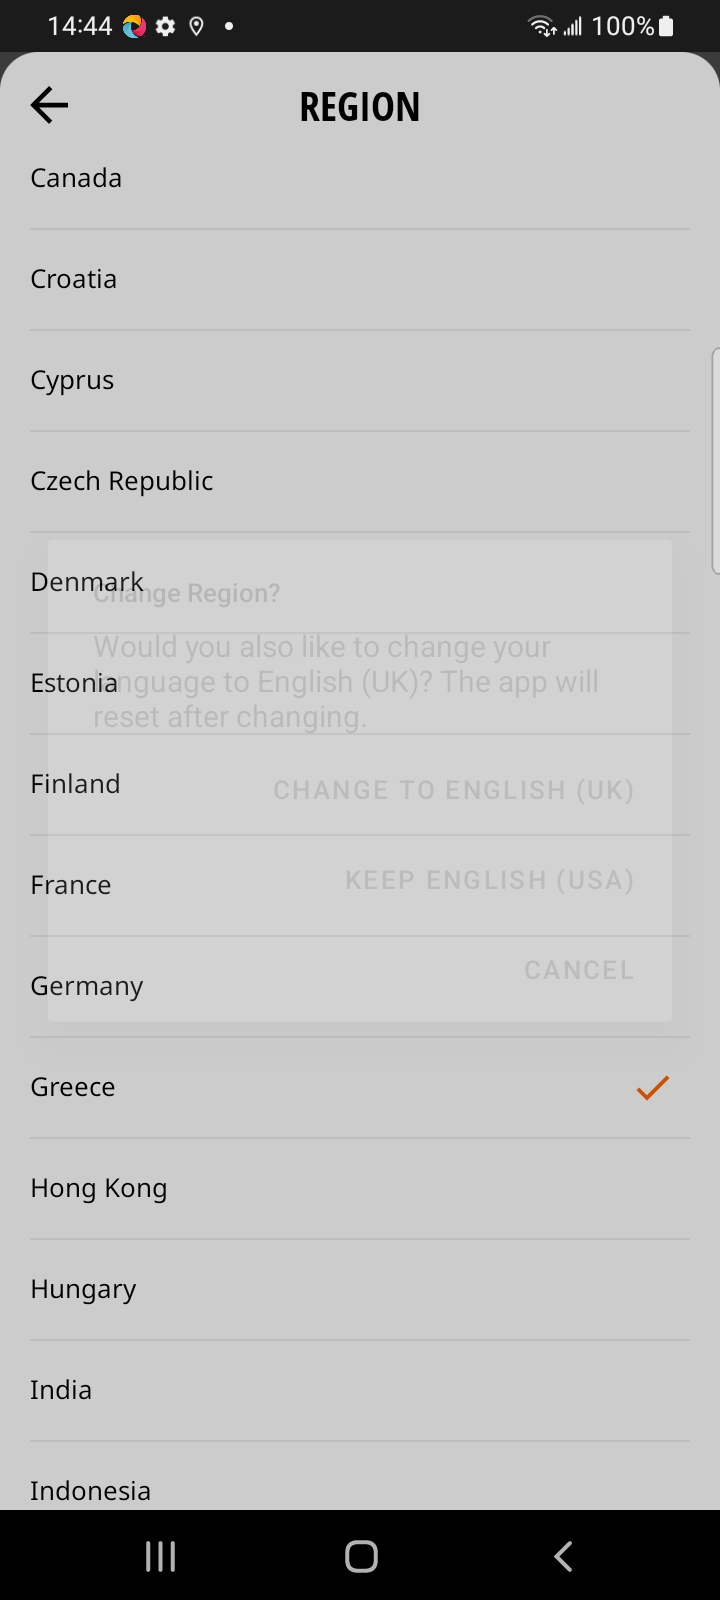 14:44
100%
REGION
Canada
Croatia
Cyprus
Czech Republic
Denmark
Change Region?
Would you also like to change your
language to English (UK)? The app will
reset after changing.
Estonia
Finland
CHANGE TO ENGLISH (UK)
France
KEEP ENGLISH (USA)
CANCEL
Germany
Greece
Hong Kong
Hungary
India
Indonesia